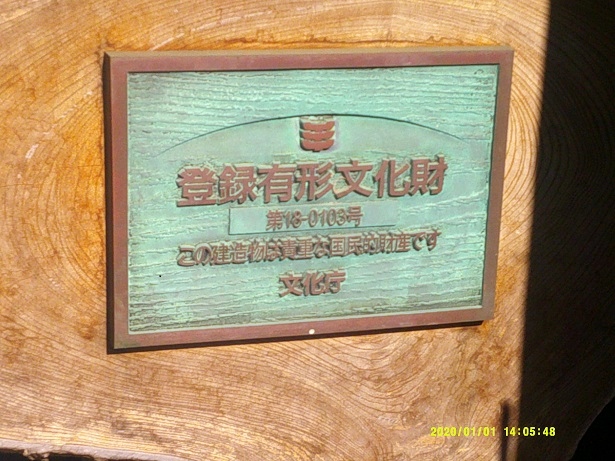 登録有形文化財
第18-0103号
この建造物は貴重な国民的財産です
文化庁
2020/01/01 14:05:48